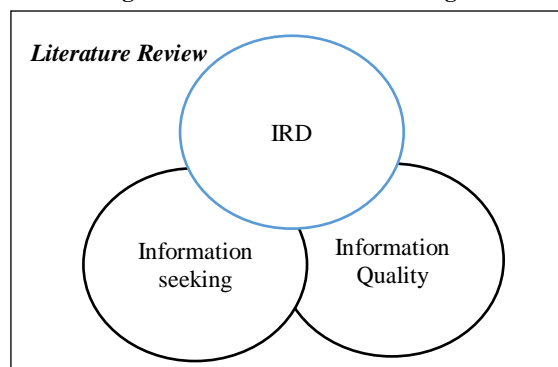 Literature Review
IRD
Information
seeking
Information
Quality